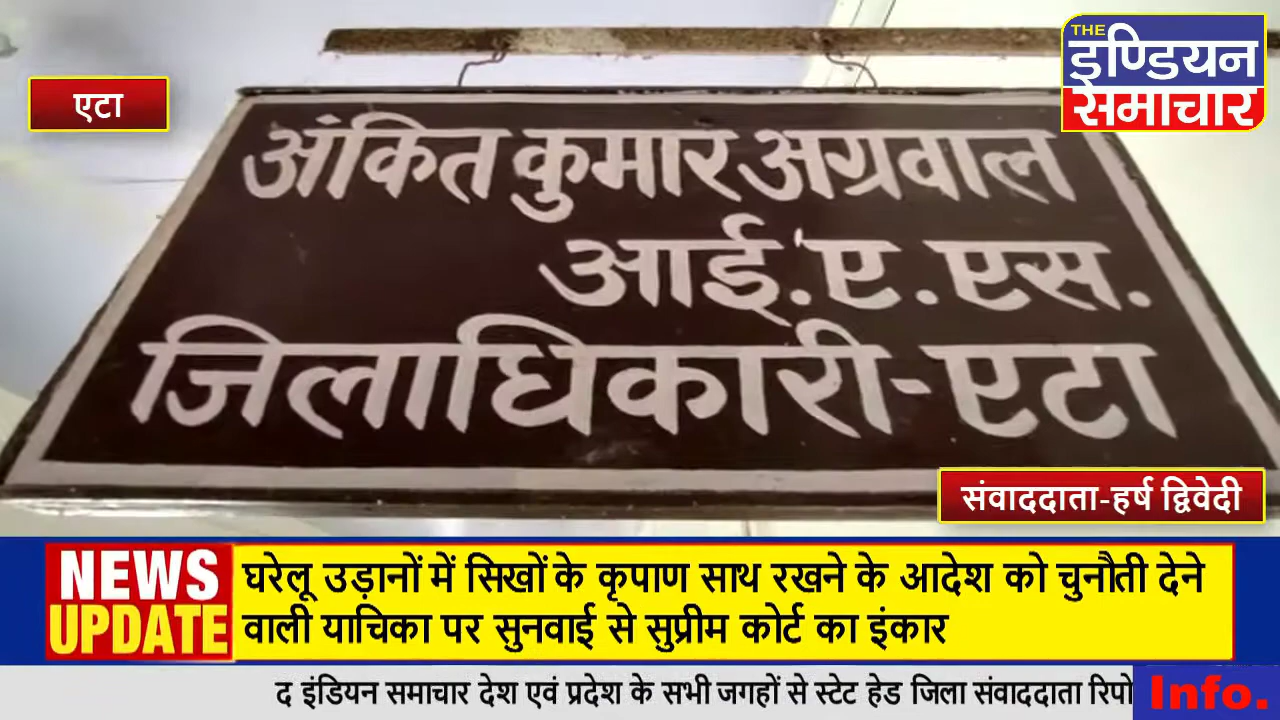 THE
इण्डियन
समाचार
एटा
अंकित कुमार अग्रवाल
आई.ए.एस.
जिलाधिकारी-एटा
संवाददाता-हर्ष द्विवेदी
NEWS
UPDATE
घरेलू उड़ानों में सिखों के कृपाण साथ रखने के आदेश को चुनौती देने
वाली याचिका पर सुनवाई से सुप्रीम कोर्ट का इंकार
द इंडियन समाचार देश एवं प्रदेश के सभी जगहों से स्टेट हेड जिला संवाददाता रिपो
Info.